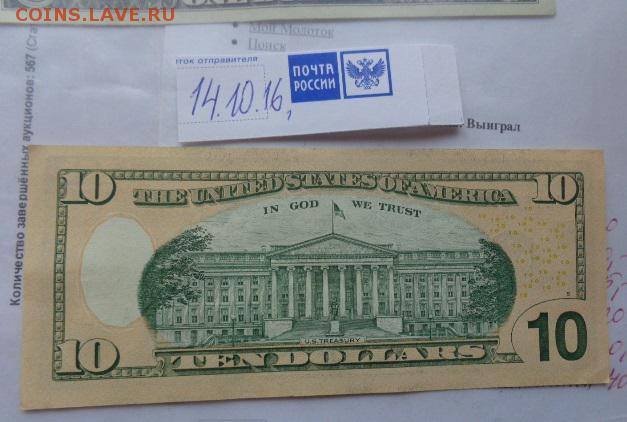 COINS.LAVE.RU
Мой Молоток
Поиск
ток отправителя
ПОЧТА
РОССИИ
14.10.16,
Выиграл
Количество завершённых аукционов: 567 (Ста
10
10
THE UNITED STATES OF AMERICA
IN GOD WE TRUST
U.S. TREASURY
10
TEN DOLLARS
10